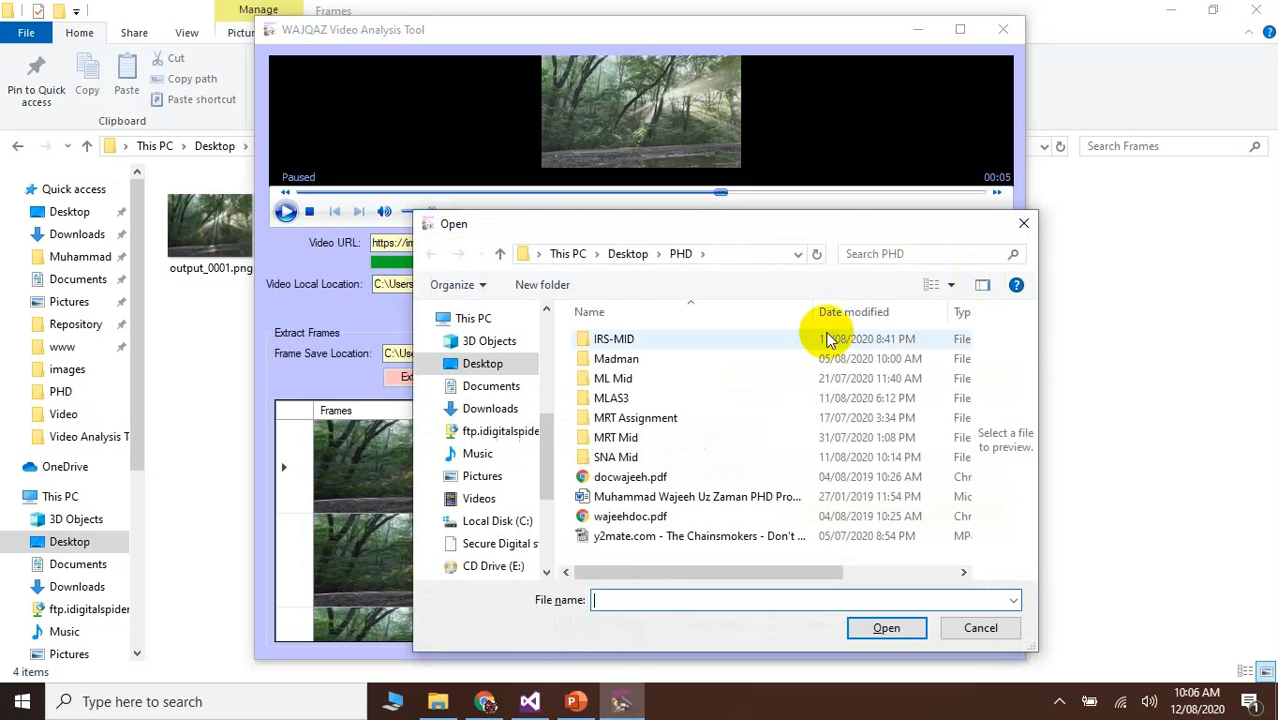 Manage
Frames
WAJQAZ Video Analysis Tool
File
Home
Share
View
Pin to Quick access
Copy
Paste
Cut
Copy path
Paste shortcut
Clipboard
This PC
Desktop
Search Frames
Quick access
Desktop
Downloads
Muhammad
Documents
Pictures
Repository
www
images
PHD
Video
Video Analysis T
OneDrive
This PC
3D Objects
Desktop
Documents
Downloads
ftp.idigitalspider
Music
Pictures
4 items
output_0001.png
Paused
00:05
Video URL:
Video Local Location:
C:\Users
Extract Frames
Frame Save Location:
Frames
Open
This PC
Desktop
PHD
Search PHD
Organize
New folder
This PC
3D Objects
Desktop
Documents
Downloads
ftp.idigitalspide
Music
Pictures
Videos
Local Disk (C:)
Secure Digital s
CD Drive (E:)
Name
Date modified
Typ
IRS-MID
8:41 PM
File
Madman
05/08/2020 10:00 AM
File
ML Mid
21/07/2020 11:40 AM
File
MLAS3
11/08/2020 6:12 PM
File
MRT Assignment
17/07/2020 3:34 PM
File
MRT Mid
31/07/2020 1:08 PM
File
SNA Mid
11/08/2020 10:14 PM
File
docwajeeh.pdf
04/08/2019 10:26 AM
Chr
Muhammad Wajeeh Uz Zaman PHD Pro...
27/01/2019 11:54 PM
Mic
wajeehdoc.pdf
04/08/2019 10:25 AM
Chr
y2mate.com - The Chainsmokers - Don't ...
05/07/2020 8:54 PM
MP-
Select a file to preview.
File name:
Open
Cancel
Type here to search
10:06 AM
12/08/2020
1